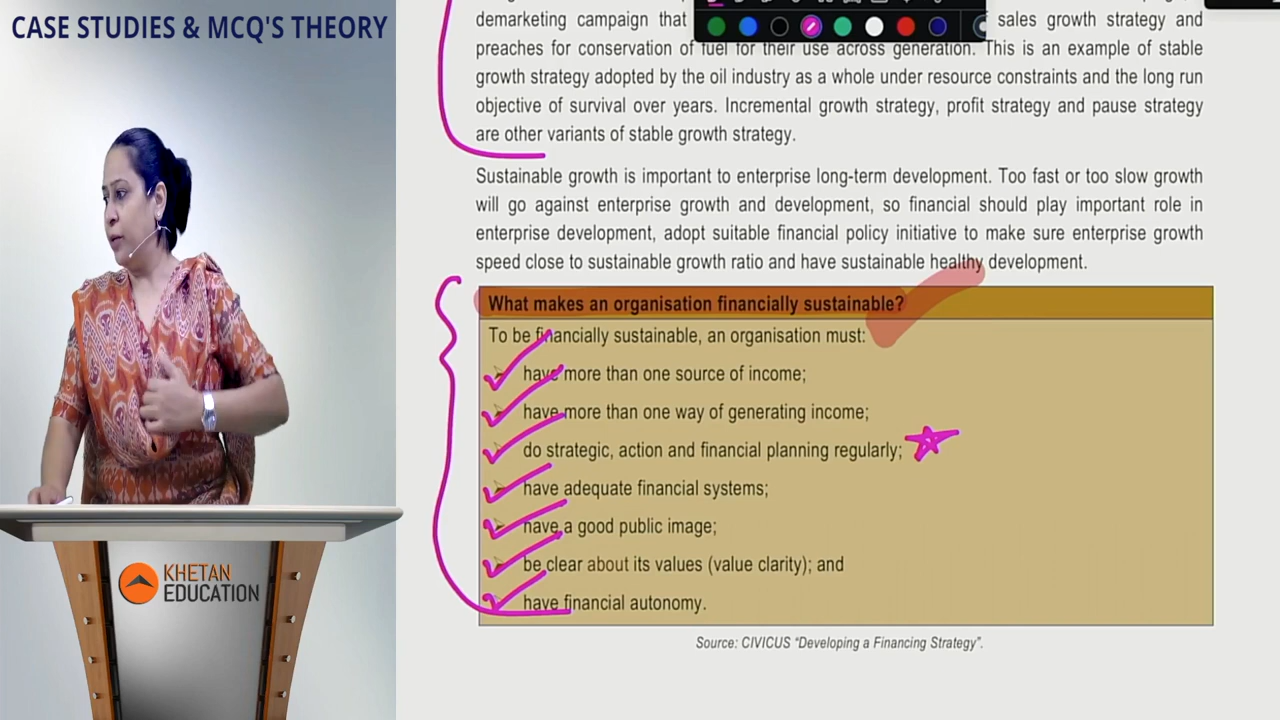 CASE STUDIES & MCQ'S THEORY
demarketing campaign that sales growth strategy and
preaches for conservation of fuel for their use across generation. This is an example of stable
growth strategy adopted by the oil industry as a whole under resource constraints and the long run
objective of survival over years. Incremental growth strategy, profit strategy and pause strategy
are other variants of stable growth strategy.
Sustainable growth is important to enterprise long-term development. Too fast or too slow growth
will go against enterprise growth and development, so financial should play important role in
enterprise development, adopt suitable financial policy initiative to make sure enterprise growth
speed close to sustainable growth ratio and have sustainable healthy development.
What makes an organisation financially sustainable?
To be financially sustainable, an organisation must:
have more than one source of income;
have more than one way of generating income;
do strategic, action and financial planning regularly;
have adequate financial systems;
have a good public image;
be clear about its values (value clarity); and
have financial autonomy.
Source: CIVICUS "Developing a Financing Strategy".
KHETAN
EDUCATION